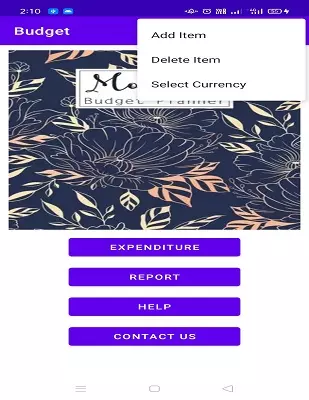 2:10
Budget
Add Item
Delete Item
Select Currency
Mo
Budget Planner
EXPENDITURE
REPORT
HELP
CONTACT US